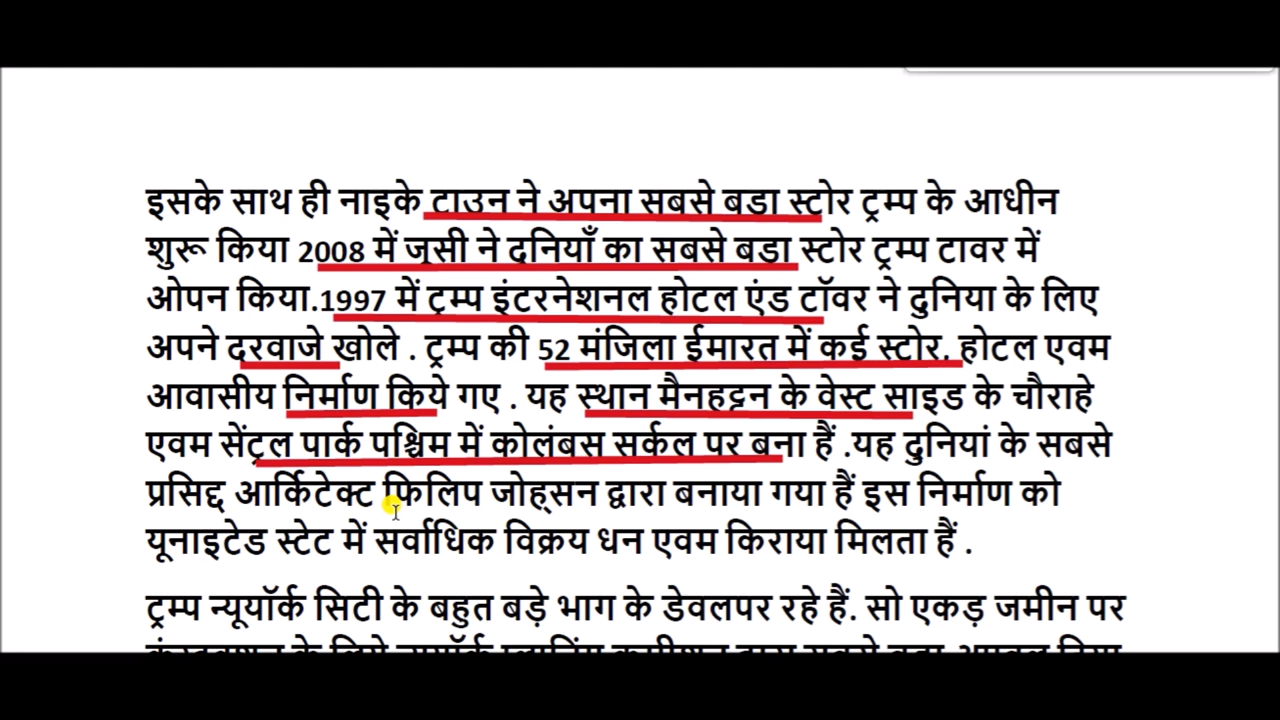 इसके साथ ही नाइके टाउन ने अपना सबसे बडा स्टोर ट्रम्प के आधीन
शुरू किया 2008 में जूसी ने दुनियाँ का सबसे बडा स्टोर ट्रम्प टावर में
ओपन किया.1997 में ट्रम्प इंटरनेशनल होटल एंड टॉवर ने दुनिया के लिए
अपने दरवाजे खोले . ट्रम्प की 52 मंजिला ईमारत में कई स्टोर, होटल एवम
आवासीय निर्माण किये गए . यह स्थान मैनहट्टन के वेस्ट साइड के चौराहे
एवम सेंट्रल पार्क पश्चिम में कोलंबस सर्कल पर बना हैं .यह दुनियां के सबसे
प्रसिद्द आर्किटेक्ट फिलिप जोह्सन द्वारा बनाया गया हैं इस निर्माण को
यूनाइटेड स्टेट में सर्वाधिक विक्रय धन एवम किराया मिलता हैं .
ट्रम्प न्यूयॉर्क सिटी के बहुत बड़े भाग के डेवलपर रहे हैं. सो एकड़ जमीन पर